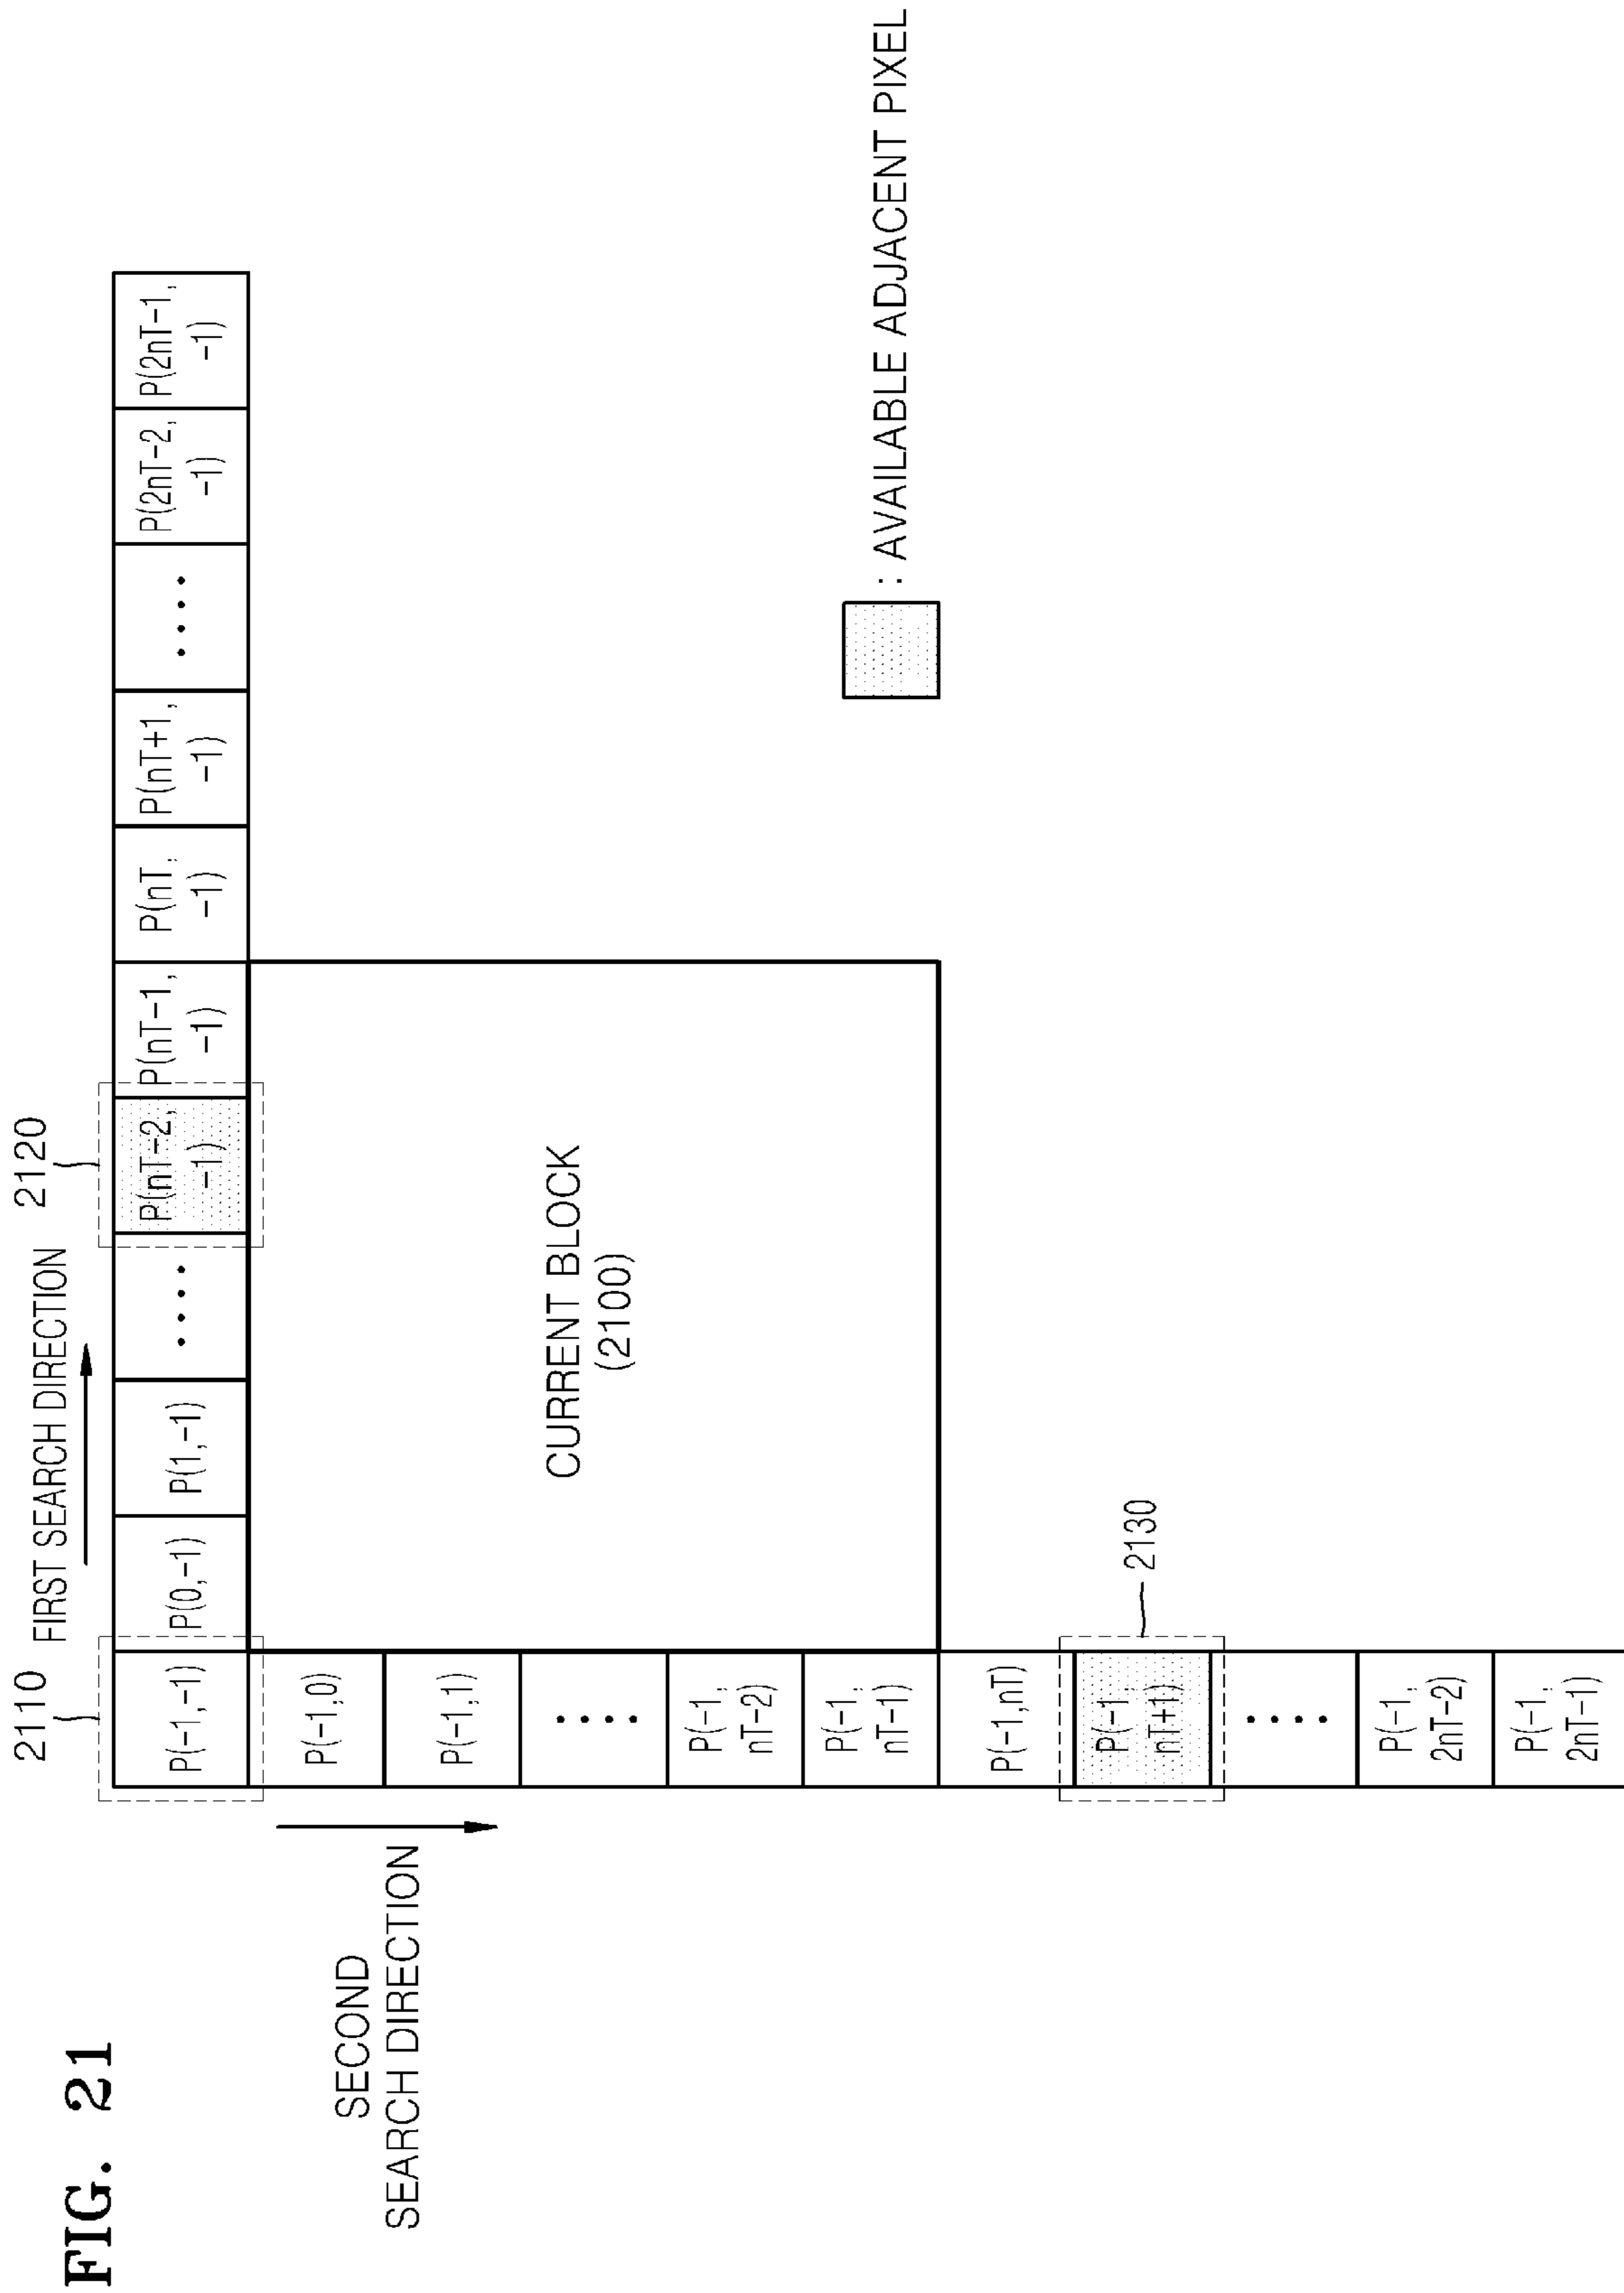 FIG. 21
2110
FIRST SEARCH DIRECTION
2120
P(−1,−1)
P(0,−1)
P(1,−1)
....
P(nT−2,
−1)
P(nT−1,
−1)
P(nT,
−1)
P(nT+1,
−1)
....
P(2nT−2,
−1)
P(2nT−1,
−1)
SECOND
SEARCH DIRECTION
P(−1,0)
P(−1,1)
....
P(−1,
nT−2)
P(−1,
nT−1)
P(−1,nT)
P(−1,
nT+1)
....
P(−1,
2nT−2)
P(−1,
2nT−1)
CURRENT BLOCK
(2100)
2130
: AVAILABLE ADJACENT PIXEL